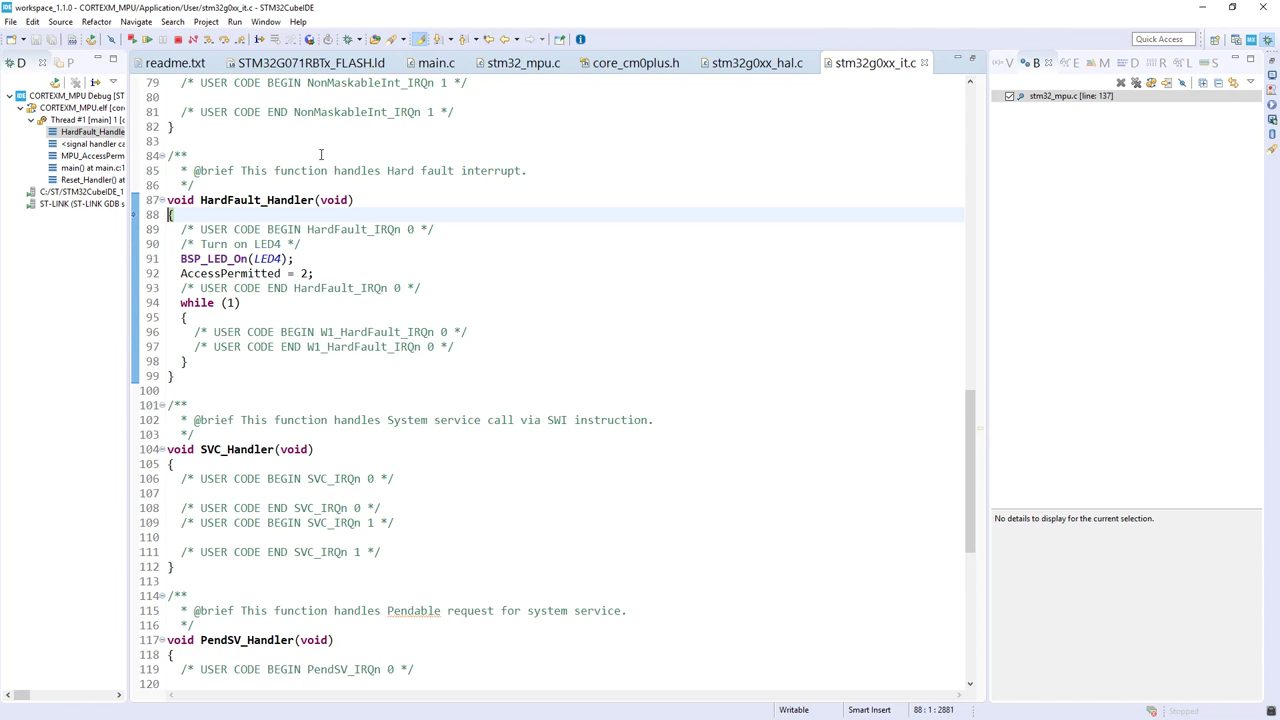 workspace_1.1.0 - CORTEXM_MPU/Application/User/stm32g0xx_it.c - STM32CubeIDE
File Edit Source Refactor Navigate Search Project Run Window Help
Quick Access
D P
readme.txt STM32G071RBTx_FLASH.ld main.c stm32_mpu.c core_cm0plus.h stm32g0xx_hal.c stm32g0xx_it.c
V B E M D R L S
CORTEXM_MPU Debug
CORTEXM_MPU.elf
Thread #1 [main] 1
HardFault_Handle
<signal handler ca
MPU_AccessPerm
main() at main.c:1
Reset_Handler() at
C:/ST/STM32CubeIDE_1
ST-LINK (ST-LINK GDB s
79 /* USER CODE BEGIN NonMaskableInt_IRQn 1 */
80
81 /* USER CODE END NonMaskableInt_IRQn 1 */
82 }
83
84 /**
85 * @brief This function handles Hard fault interrupt.
86 */
87 void HardFault_Handler(void)
88 {
89 /* USER CODE BEGIN HardFault_IRQn 0 */
90 /* Turn on LED4 */
91 BSP_LED_On(LED4);
92 AccessPermitted = 2;
93 /* USER CODE END HardFault_IRQn 0 */
94 while (1)
95 {
96 /* USER CODE BEGIN W1_HardFault_IRQn 0 */
97 /* USER CODE END W1_HardFault_IRQn 0 */
98 }
99 }
100
101 /**
102 * @brief This function handles System service call via SWI instruction.
103 */
104 void SVC_Handler(void)
105 {
106 /* USER CODE BEGIN SVC_IRQn 0 */
107
108 /* USER CODE END SVC_IRQn 0 */
109 /* USER CODE BEGIN SVC_IRQn 1 */
110
111 /* USER CODE END SVC_IRQn 1 */
112 }
113
114 /**
115 * @brief This function handles Pendable request for system service.
116 */
117 void PendSV_Handler(void)
118 {
119 /* USER CODE BEGIN PendSV_IRQn 0 */
120
stm32_mpu.c [line: 137]
No details to display for the current selection.
Writable Smart Insert 88 : 1 : 2881 Stopped